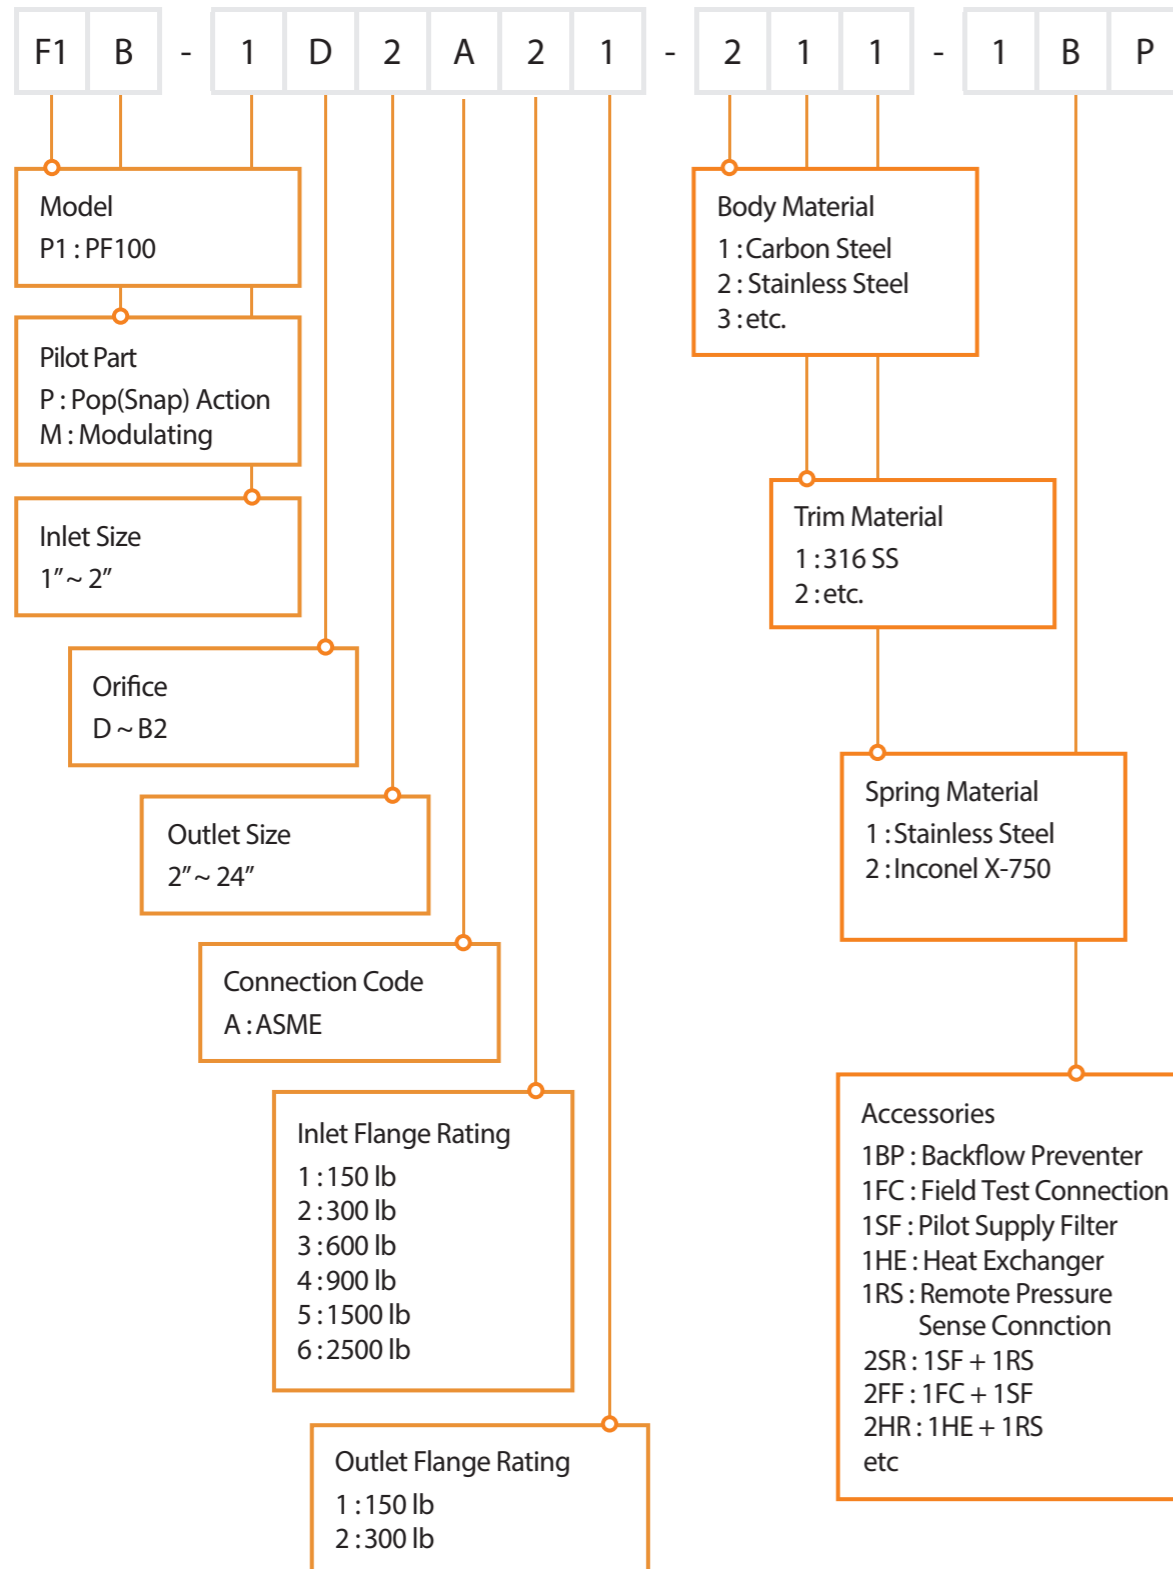 F1 B - 1 D 2 A 2 1 - 2 1 1 - 1 B P
Model
P1 : PF100
Pilot Part
P : Pop(Snap) Action
M : Modulating
Inlet Size
1” ~ 2”
Orifice
D ~ B2
Outlet Size
2” ~ 24”
Connection Code
A : ASME
Inlet Flange Rating
1 : 150 lb
2 : 300 lb
3 : 600 lb
4 : 900 lb
5 : 1500 lb
6 : 2500 lb
Outlet Flange Rating
1 : 150 lb
2 : 300 lb
Body Material
1 : Carbon Steel
2 : Stainless Steel
3 : etc.
Trim Material
1 : 316 SS
2 : etc.
Spring Material
1 : Stainless Steel
2 : Inconel X-750
Accessories
1BP : Backflow Preventer
1FC : Field Test Connection
1SF : Pilot Supply Filter
1HE : Heat Exchanger
1RS : Remote Pressure
Sense Connction
2SR : 1SF + 1RS
2FF : 1FC + 1SF
2HR : 1HE + 1RS
etc